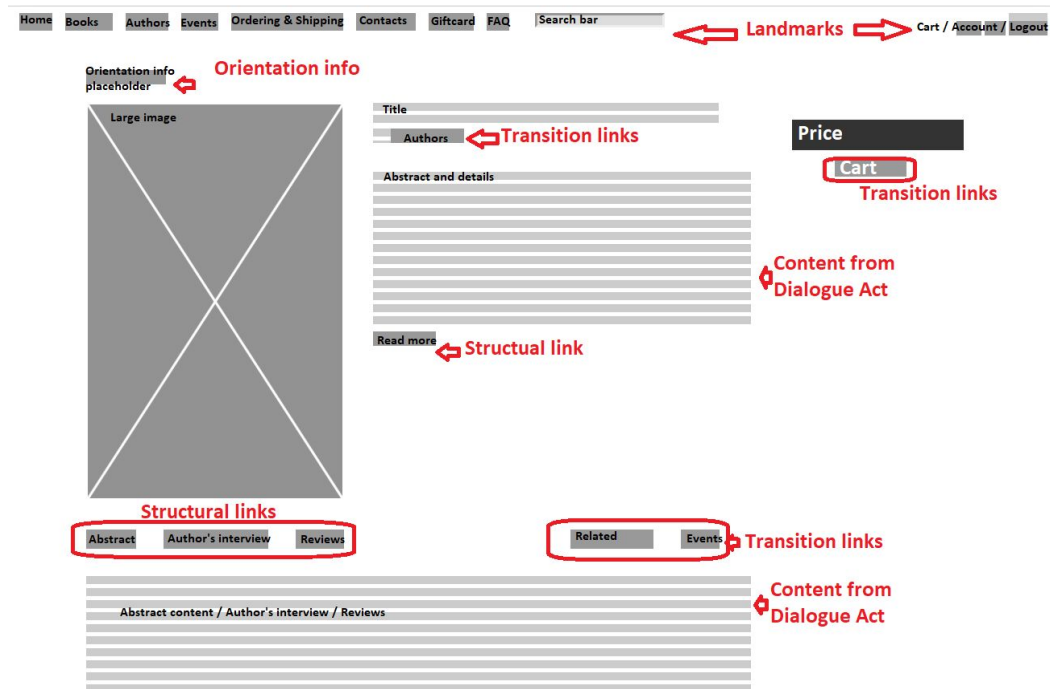 Home Books Authors Events Ordering & Shipping Contacts Giftcard FAQ Search bar
Landmarks
Cart / Account / Logout
Orientation info
placeholder
Orientation info
Large image
Title
Authors
Transition links
Price
Cart
Transition links
Abstract and details
Content from
Dialogue Act
Read more
Structual link
Structural links
Abstract Author's interview Reviews
Related Events
Transition links
Abstract content / Author's interview / Reviews
Content from
Dialogue Act